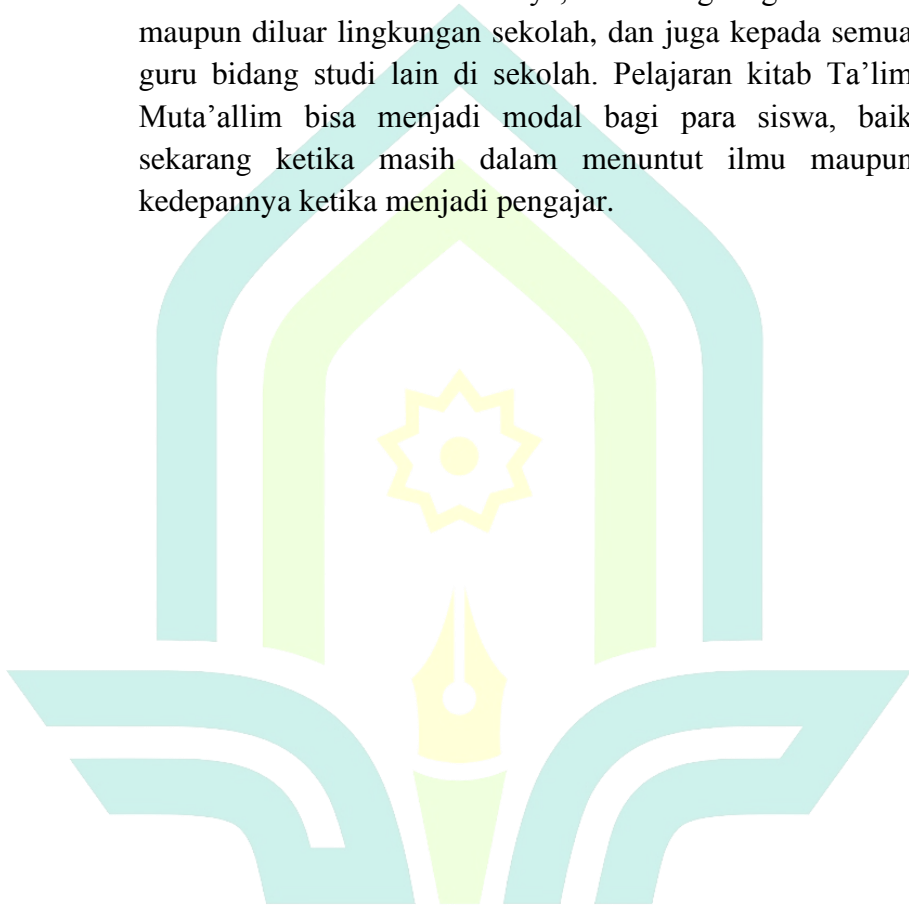 maupun diluar lingkungan sekolah, dan juga kepada semua
guru bidang studi lain di sekolah. Pelajaran kitab Ta’lim
Muta’allim bisa menjadi modal bagi para siswa, baik
sekarang ketika masih dalam menuntut ilmu maupun
kedepannya ketika menjadi pengajar.